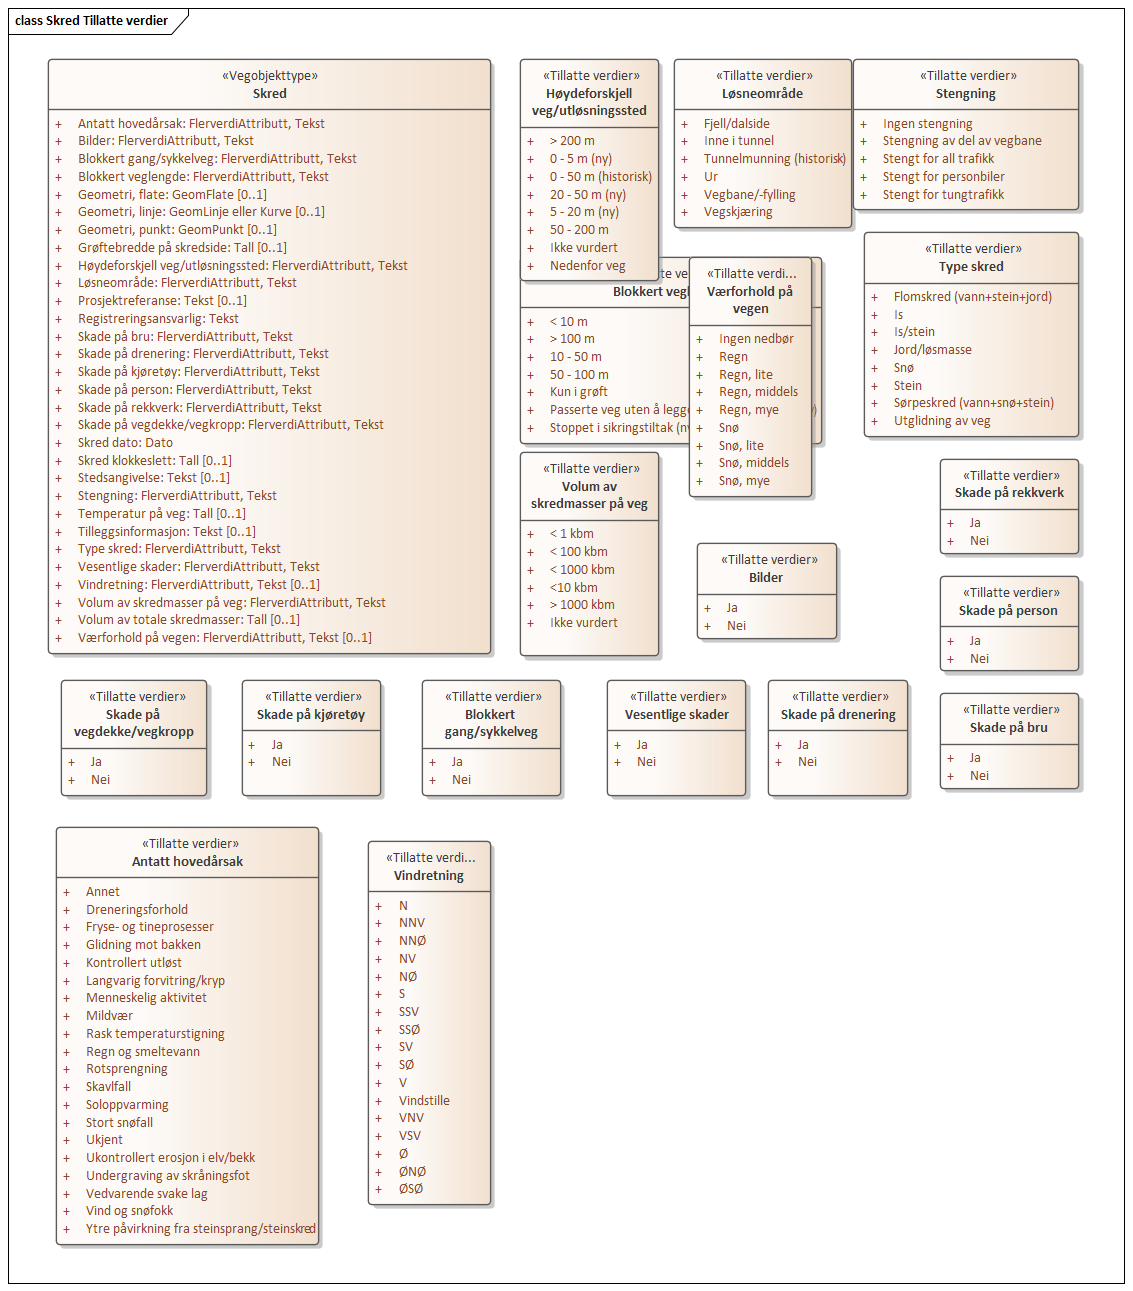 class Skred Tillatte verdier
«Vegobjekttype»
Skred
+ Antatt hovedårsak: FlerverdiAttributt, Tekst
+ Bilder: FlerverdiAttributt, Tekst
+ Blokkert gang/sykkelveg: FlerverdiAttributt, Tekst
+ Blokkert veglengde: FlerverdiAttributt, Tekst
+ Geometri, flate: GeomFlate [0..1]
+ Geometri, linje: GeomLinje eller Kurve [0..1]
+ Geometri, punkt: GeomPunkt [0..1]
+ Grøftebredde på skredside: Tall [0..1]
+ Høydeforskjell veg/utløsningssted: FlerverdiAttributt, Tekst
+ Løsneområde: FlerverdiAttributt, Tekst
+ Prosjektreferanse: Tekst [0..1]
+ Registreringsansvarlig: Tekst
+ Skade på bru: FlerverdiAttributt, Tekst
+ Skade på drenering: FlerverdiAttributt, Tekst
+ Skade på kjøretøy: FlerverdiAttributt, Tekst
+ Skade på person: FlerverdiAttributt, Tekst
+ Skade på rekkverk: FlerverdiAttributt, Tekst
+ Skade på vegdekke/vegkropp: FlerverdiAttributt, Tekst
+ Skred dato: Dato
+ Skred klokkeslett: Tall [0..1]
+ Stedsangivelse: Tekst [0..1]
+ Stengning: FlerverdiAttributt, Tekst
+ Temperatur på veg: Tall [0..1]
+ Tilleggsinformasjon: Tekst [0..1]
+ Type skred: FlerverdiAttributt, Tekst
+ Vesentlige skader: FlerverdiAttributt, Tekst
+ Vindretning: FlerverdiAttributt, Tekst [0..1]
+ Volum av skredmasser på veg: FlerverdiAttributt, Tekst
+ Volum av totale skredmasser: Tall [0..1]
+ Værforhold på vegen: FlerverdiAttributt, Tekst [0..1]
«Tillatte verdier»
Høydeforskjell
veg/utløsningssted
+ > 200 m
+ 0 - 5 m (ny)
+ 0 - 50 m (historisk)
+ 20 - 50 m (ny)
+ 5 - 20 m (ny)
+ 50 - 200 m
+ Ikke vurdert
+ Nedenfor veg
«Tillatte verdier»
Løsneområde
+ Fjell/dalside
+ Inne i tunnel
+ Tunnelmunning (historisk)
+ Ur
+ Vegbane/-fylling
+ Vegskjæring
«Tillatte verdier»
Stengning
+ Ingen stengning
+ Stengning av del av vegbane
+ Stengt for all trafikk
+ Stengt for personbiler
+ Stengt for tungtrafikk
Blokkert
+ < 10 m
+ > 100 m
+ 10 - 50 m
+ 50 - 100 m
+ Kun i grøft
+ Passerte veg uten å
+ Stoppet i sikringstiltak
«Tillatte verdi...
Værforhold på
vegen
+ Ingen nedbør
+ Regn
+ Regn, lite
+ Regn, middels
+ Regn, mye
+ Snø
+ Snø, lite
+ Snø, middels
+ Snø, mye
«Tillatte verdier»
Type skred
+ Flomskred (vann+stein+jord)
+ Is
+ Is/stein
+ Jord/løsmasse
+ Snø
+ Stein
+ Sørpeskred (vann+snø+stein)
+ Utglidning av veg
«Tillatte verdier»
Volum av
skredmasser på veg
+ < 1 kbm
+ < 100 kbm
+ < 1000 kbm
+ <10 kbm
+ > 1000 kbm
+ Ikke vurdert
«Tillatte verdier»
Bilder
+ Ja
+ Nei
«Tillatte verdier»
Skade på rekkverk
+ Ja
+ Nei
«Tillatte verdier»
Skade på person
+ Ja
+ Nei
«Tillatte verdier»
Skade på
vegdekke/vegkropp
+ Ja
+ Nei
«Tillatte verdier»
Skade på kjøretøy
+ Ja
+ Nei
«Tillatte verdier»
Blokkert
gang/sykkelveg
+ Ja
+ Nei
«Tillatte verdier»
Vesentlige skader
+ Ja
+ Nei
«Tillatte verdier»
Skade på drenering
+ Ja
+ Nei
«Tillatte verdier»
Skade på bru
+ Ja
+ Nei
«Tillatte verdier»
Antatt hovedårsak
+ Annet
+ Dreneringsforhold
+ Fryse- og tineprosesser
+ Glidning mot bakken
+ Kontrollert utløst
+ Langvarig forvitring/kryp
+ Menneskelig aktivitet
+ Mildvær
+ Rask temperaturstigning
+ Regn og smeltevann
+ Rotsprengning
+ Skavlfall
+ Soloppvarming
+ Stort snøfall
+ Ukjent
+ Ukontrollert erosjon i elv/bekk
+ Undergraving av skråningsfot
+ Vedvarende svake lag
+ Vind og snøfokk
+ Ytre påvirkning fra steinsprang/steinskred
«Tillatte verdi...
Vindretning
+ N
+ NNV
+ NNØ
+ NV
+ NØ
+ S
+ SSV
+ SSØ
+ SV
+ SØ
+ V
+ Vindstille
+ VNV
+ VSV
+ Ø
+ ØNØ
+ ØSØ